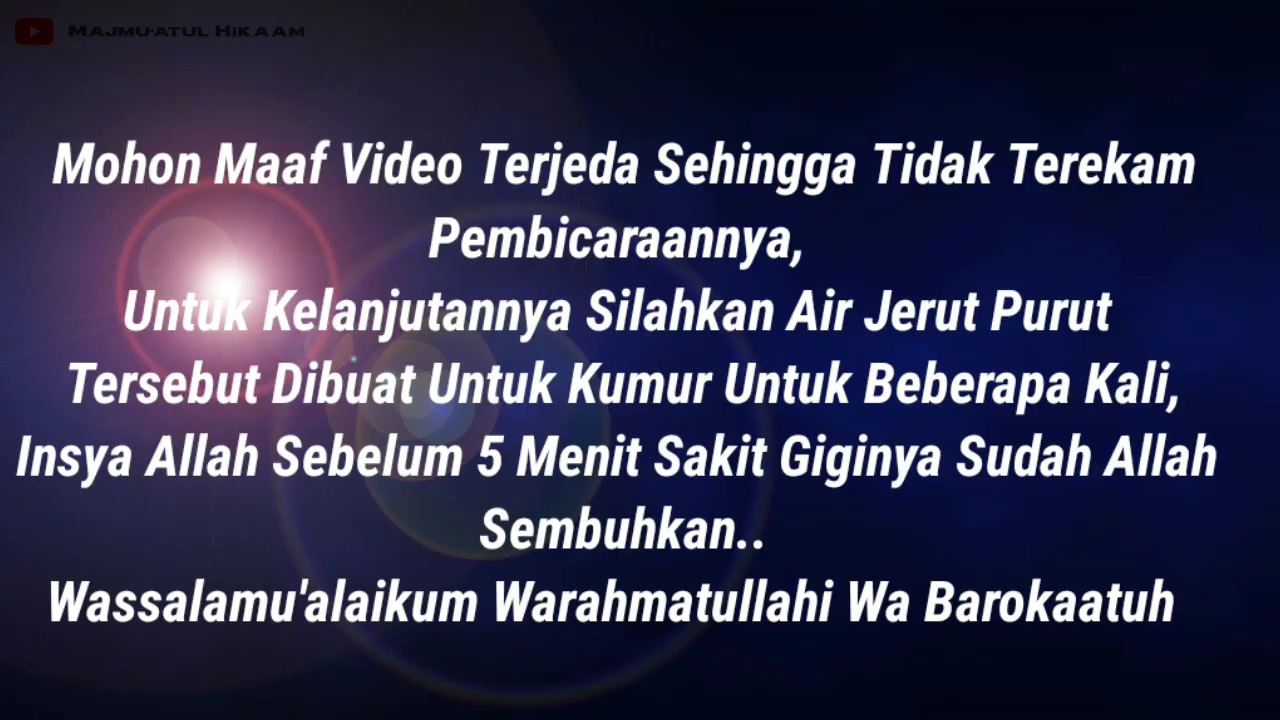 Majmu'atul Hikaam
Mohon Maaf Video Terjeda Sehingga Tidak Terekam
Pembicaraannya,
Untuk Kelanjutannya Silahkan Air Jerut Purut
Tersebut Dibuat Untuk Kumur Untuk Beberapa Kali,
Insya Allah Sebelum 5 Menit Sakit Giginya Sudah Allah
Sembuhkan..
Wassalamu'alaikum Warahmatullahi Wa Barokaatuh